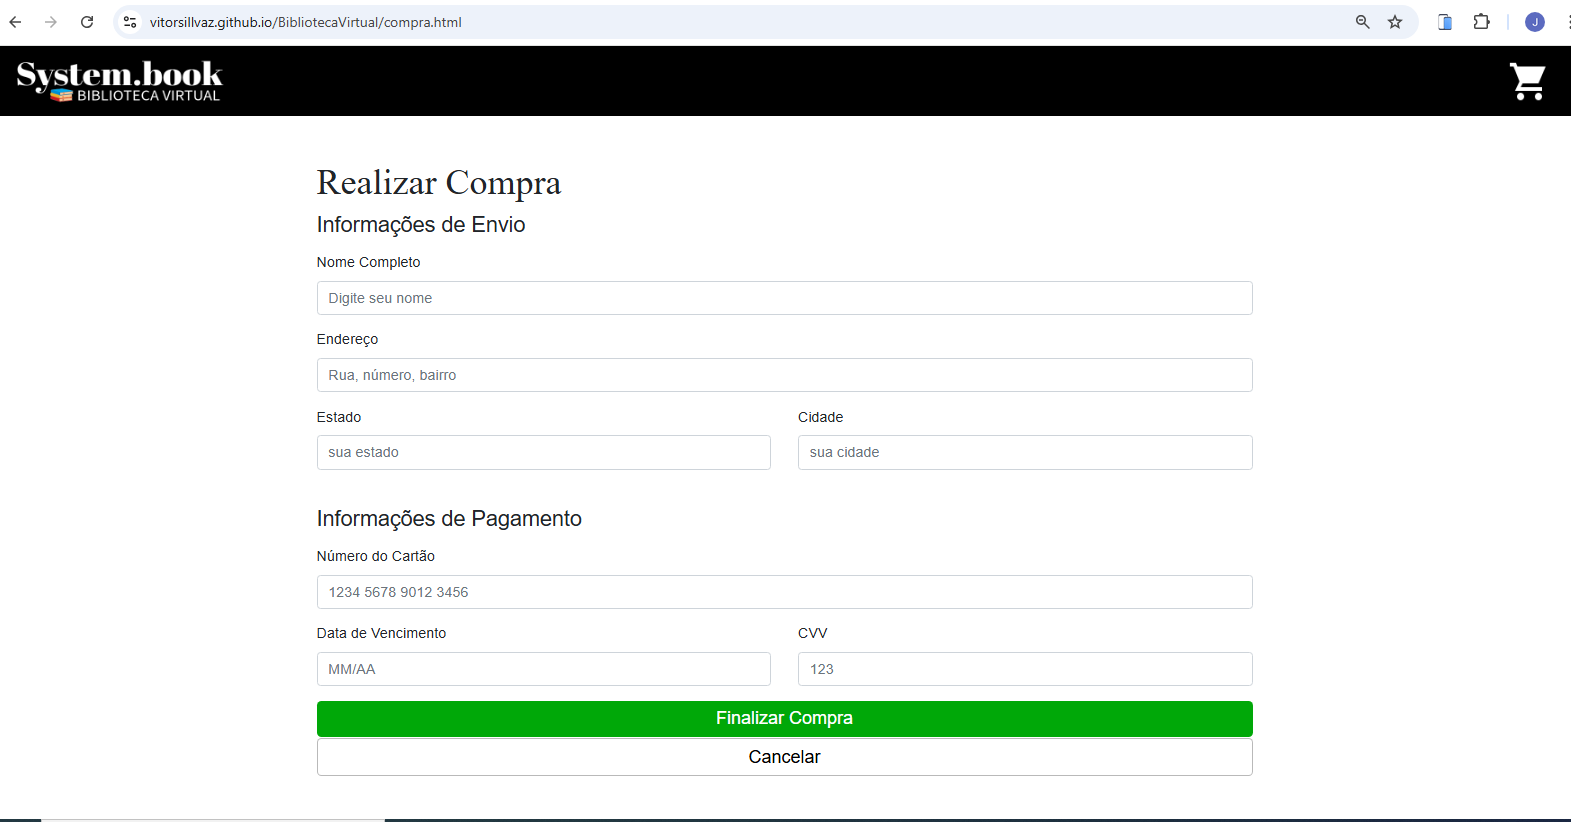 vitorsillvaz.github.io/BibliotecaVirtual/compra.html
J
System.book
BIBLIOTECA VIRTUAL
Realizar Compra
Informações de Envio
Nome Completo
Digite seu nome
Endereço
Rua, número, bairro
Estado
Cidade
sua estado
sua cidade
Informações de Pagamento
Número do Cartão
1234 5678 9012 3456
Data de Vencimento
CVV
MM/AA
123
Finalizar Compra
Cancelar